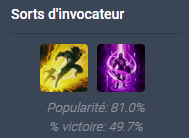 Sorts d'invocateur
Popularité: 81.0%
% victoire: 49.7%